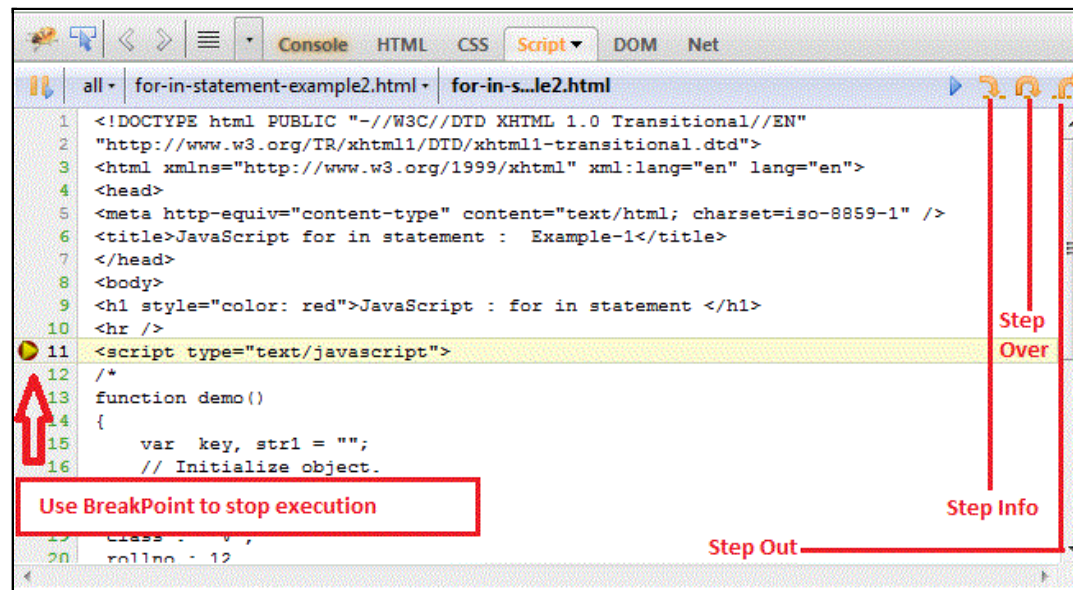 Console HTML CSS Script DOM Net
all for-in-statement-example2.html for-in-s...le2.html
1 <!DOCTYPE html PUBLIC "-//W3C//DTD XHTML 1.0 Transitional//EN"
2 "http://www.w3.org/TR/xhtml1/DTD/xhtml1-transitional.dtd">
3 <html xmlns="http://www.w3.org/1999/xhtml" xml:lang="en" lang="en">
4 <head>
5 <meta http-equiv="content-type" content="text/html; charset=iso-8859-1" />
6 <title>JavaScript for in statement :  Example-1</title>
7 </head>
8 <body>
9 <h1 style="color: red">JavaScript : for in statement </h1>
10 <hr />
11 <script type="text/javascript">
12 /*
13 function demo()
14 {
15 var  key, str1 = "";
16 // Initialize object.
Use BreakPoint to stop execution
20 rollno : 12
Step
Over
Step Info
Step Out